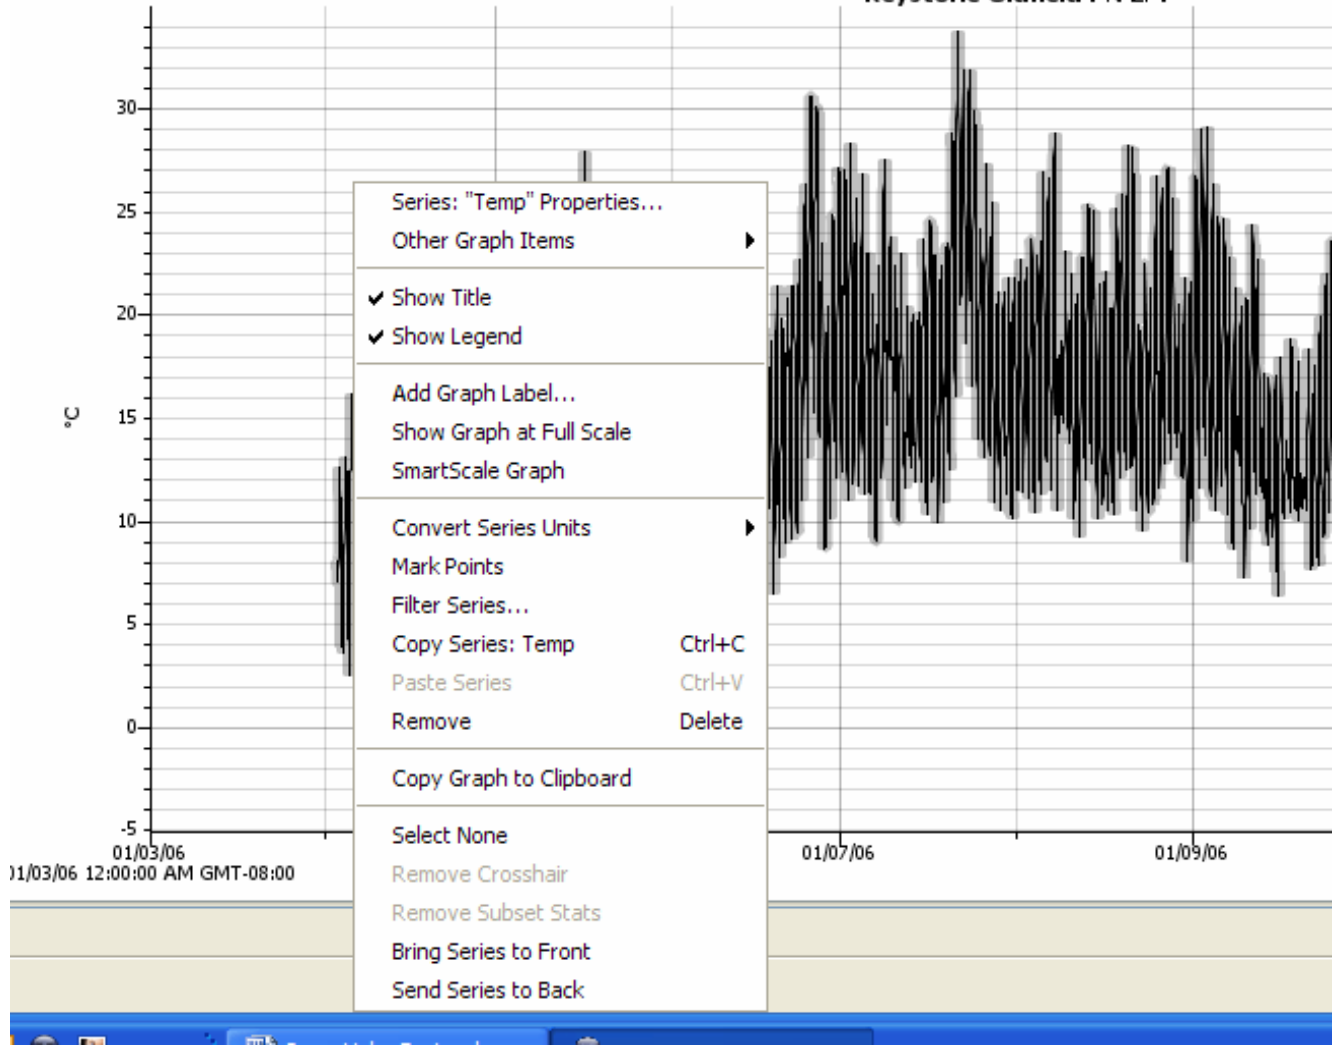 30
25
20
15
10
5
0
-5
°C
Series: "Temp" Properties...
Other Graph Items
Show Title
Show Legend
Add Graph Label...
Show Graph at Full Scale
SmartScale Graph
Convert Series Units
Mark Points
Filter Series...
Copy Series: Temp Ctrl+C
Paste Series Ctrl+V
Remove Delete
Copy Graph to Clipboard
Select None
Remove Crosshair
Remove Subset Stats
Bring Series to Front
Send Series to Back
01/03/06 01/07/06 01/09/06
01/03/06 12:00:00 AM GMT-08:00